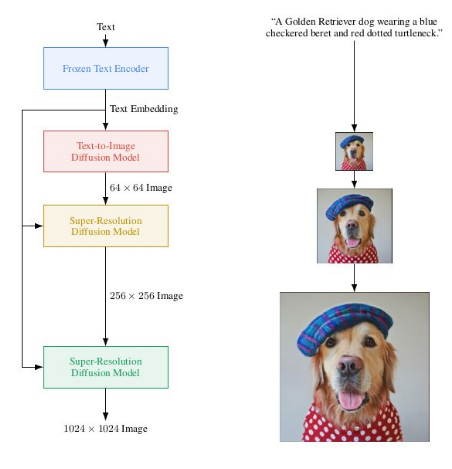 Text
Frozen Text Encoder
Text Embedding
Text-to-Image
Diffusion Model
64 × 64 Image
Super-Resolution
Diffusion Model
256 × 256 Image
Super-Resolution
Diffusion Model
1024 × 1024 Image
“A Golden Retriever dog wearing a blue
checkered beret and red dotted turtleneck.”